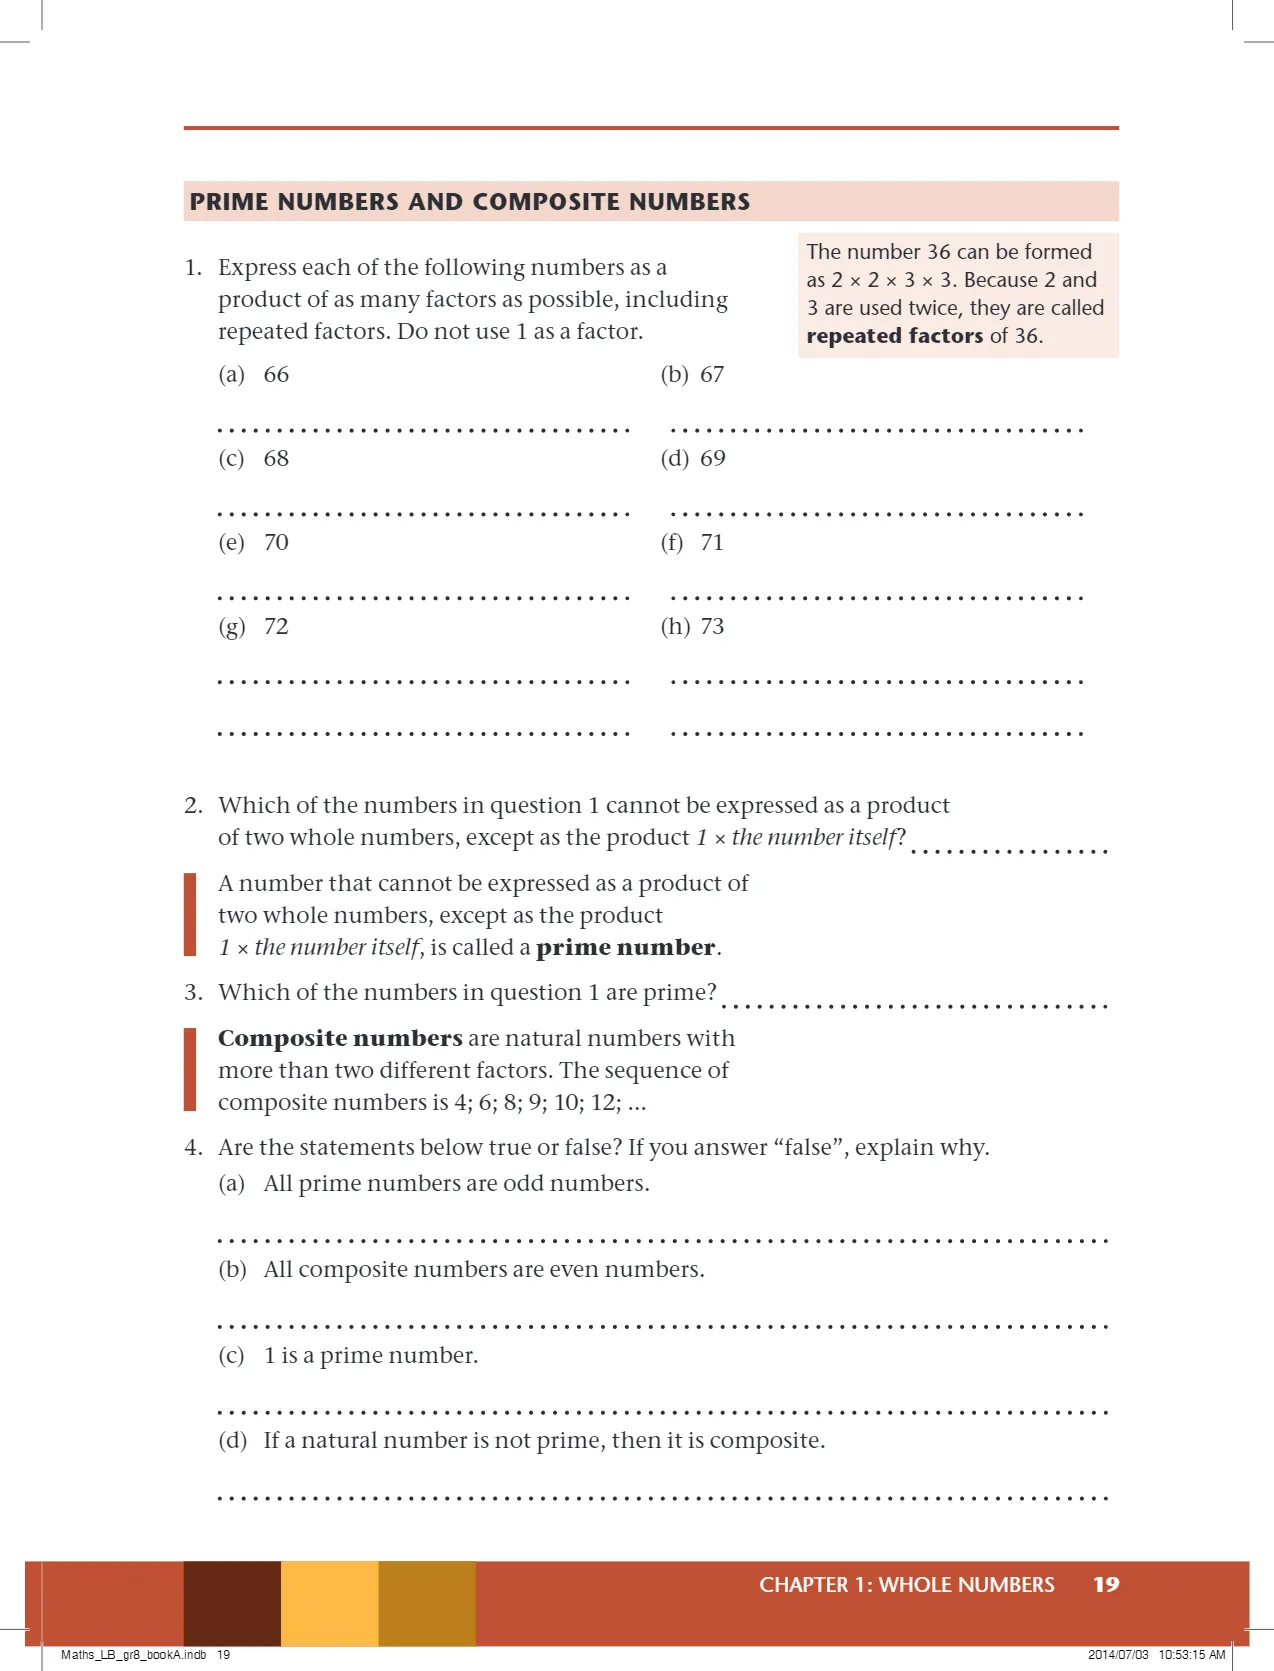 PRIME NUMBERS AND COMPOSITE NUMBERS
1. Express each of the following numbers as a
product of as many factors as possible, including
repeated factors. Do not use 1 as a factor.
The number 36 can be formed
as 2 × 2 × 3 × 3. Because 2 and
3 are used twice, they are called
repeated factors of 36.
(a) 66 (b) 67
(c) 68 (d) 69
(e) 70 (f) 71
(g) 72 (h) 73
2. Which of the numbers in question 1 cannot be expressed as a product
of two whole numbers, except as the product 1 × the number itself?
A number that cannot be expressed as a product of
two whole numbers, except as the product
1 × the number itself, is called a prime number.
3. Which of the numbers in question 1 are prime?
Composite numbers are natural numbers with
more than two different factors. The sequence of
composite numbers is 4; 6; 8; 9; 10; 12; ...
4. Are the statements below true or false? If you answer “false”, explain why.
(a) All prime numbers are odd numbers.
(b) All composite numbers are even numbers.
(c) 1 is a prime number.
(d) If a natural number is not prime, then it is composite.
CHAPTER 1: WHOLE NUMBERS 19
Maths_LB_gr8_bookA.indb 19 2014/07/03 10:53:15 AM